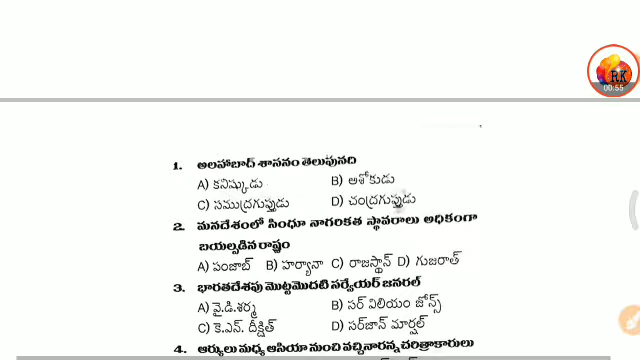 RK
00:55
1. అలహాబాద్ శాసనం తెలుపునది
A) కనిష్కుడు B) అశోకుడు
C) సముద్రగుప్తుడు D) చంద్రగుప్తుడు
2. మనదేశంలో సింధూ నాగరికత స్థావరాలు అధికంగా
బయల్పడిన రాష్ట్రం
A) పంజాబ్ B) హర్యానా C) రాజస్థాన్ D) గుజరాత్
3. భారతదేశపు మొట్టమొదటి సర్వేయర్ జనరల్
A) వై.డి.శర్మ B) సర్ విలియం జోన్స్
C) కె.ఎన్. దీక్షిత్ D) సర్‌జాన్ మార్షల్
4. ఆర్యులు మధ్య ఆసియా నుంచి వచ్చినారన్న చరిత్రకారులు